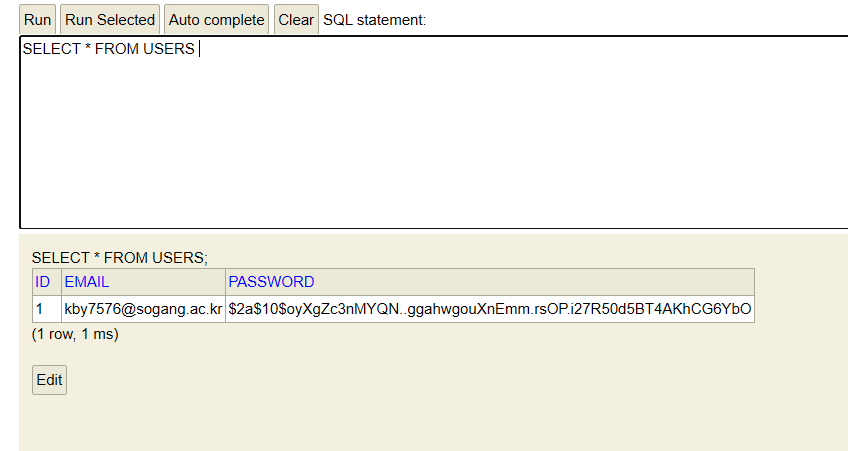 Run Run Selected Auto complete Clear SQL statement:
SELECT * FROM USERS
SELECT * FROM USERS;
ID EMAIL PASSWORD
1 kby7576@sogang.ac.kr $2a$10$oyXgZc3nMYQN..ggahwgouXnEmm.rsOP.i27R50d5BT4AKhCG6YbO
(1 row, 1 ms)
Edit